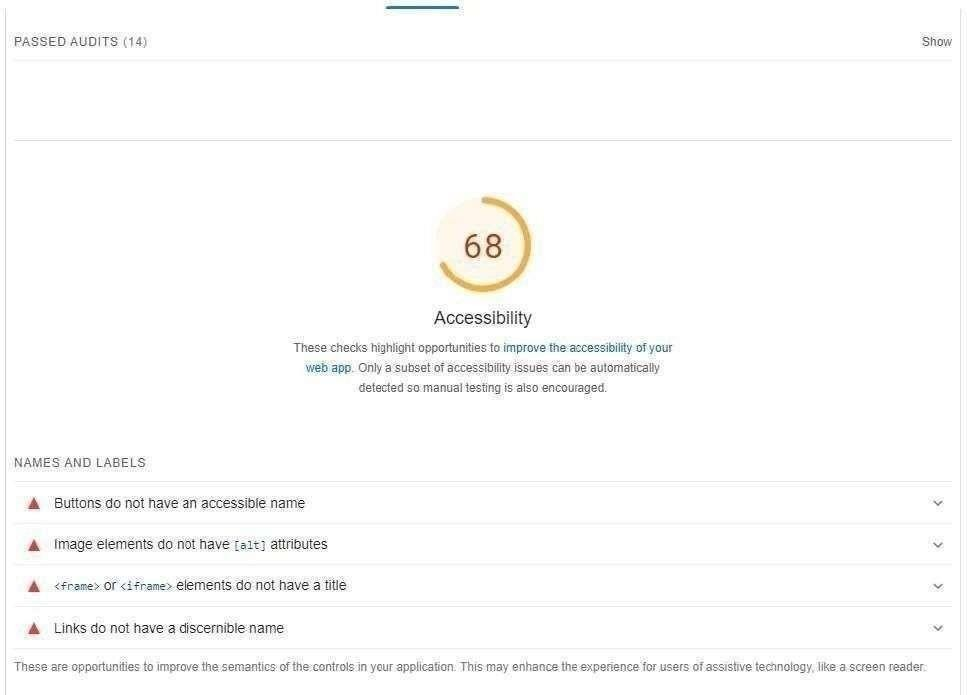 PASSED AUDITS (14)
Show
68
Accessibility
These checks highlight opportunities to improve the accessibility of your
web app. Only a subset of accessibility issues can be automatically
detected so manual testing is also encouraged.
NAMES AND LABELS
Buttons do not have an accessible name
Image elements do not have [alt] attributes
<frame> or <iframe> elements do not have a title
Links do not have a discernible name
These are opportunities to improve the semantics of the controls in your application. This may enhance the experience for users of assistive technology, like a screen reader.